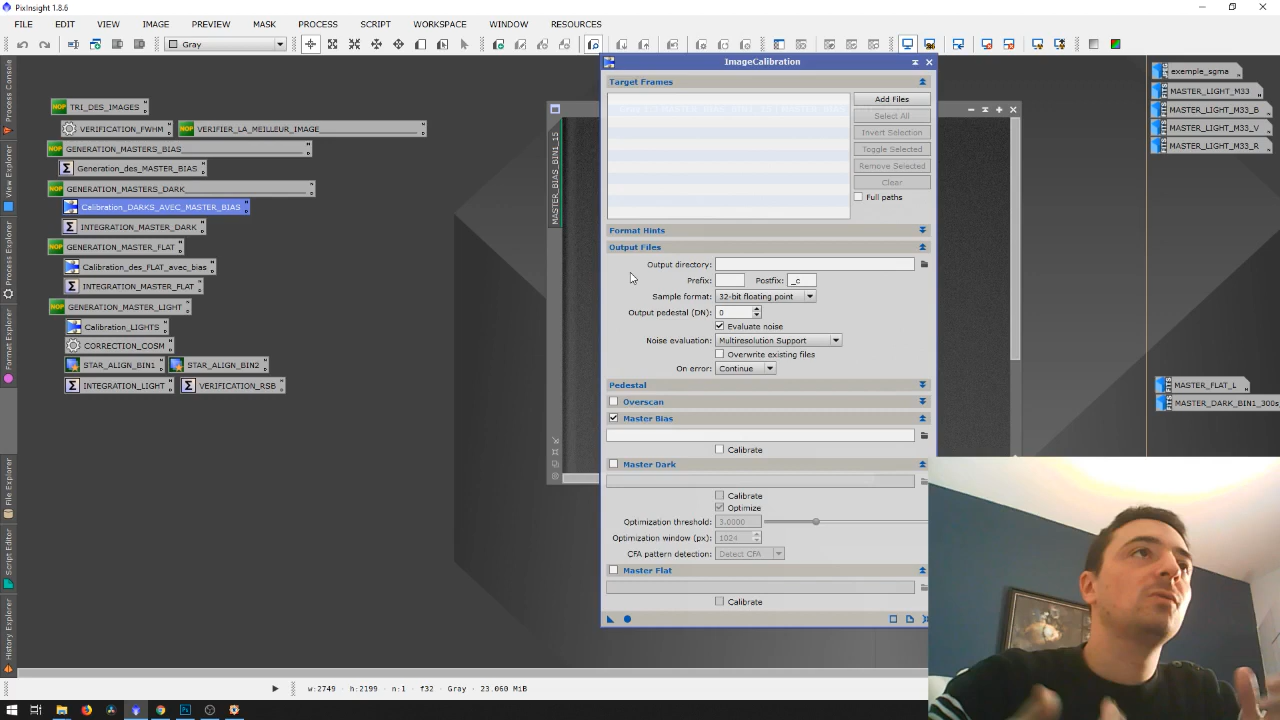 PixInsight 1.8.6
FILE EDIT VIEW IMAGE PREVIEW MASK PROCESS SCRIPT WORKSPACE WINDOW RESOURCES
Gray
Process Console
View Explorer
Process Explorer
Format Explorer
File Explorer
Script Editor
History Explorer
TRI_DES_IMAGES
VERIFICATION_FWHM
VERIFIER_LA_MEILLEUR_IMAGE
GENERATION_MASTERS_BIAS
Generation_des_MASTER_BIAS
GENERATION_MASTERS_DARK
Calibration_DARKS_AVEC_MASTER_BIAS
INTEGRATION_MASTER_DARK
GENERATION_MASTER_FLAT
Calibration_des_FLAT_avec_bias
INTEGRATION_MASTER_FLAT
GENERATION_MASTER_LIGHT
Calibration_LIGHTS
CORRECTION_COSM
STAR_ALIGN_BIN1
STAR_ALIGN_BIN2
INTEGRATION_LIGHT
VERIFICATION_RSB
MASTER_BIAS_BIN1_15
ImageCalibration
Target Frames
Add Files
Select All
Invert Selection
Toggle Selected
Remove Selected
Clear
Full paths
Format Hints
Output Files
Output directory:
Prefix: Postfix: _c
Sample format: 32-bit floating point
Output pedestal (DN): 0
Evaluate noise
Noise evaluation: Multiresolution Support
Overwrite existing files
On error: Continue
Pedestal
Overscan
Master Bias
Calibrate
Master Dark
Calibrate
Optimize
Optimization threshold: 3.0000
Optimization window (px): 1024
CFA pattern detection: Detect CFA
Master Flat
Calibrate
exemple_sgma
MASTER_LIGHT_M33
MASTER_LIGHT_M33_B
MASTER_LIGHT_M33_V
MASTER_LIGHT_M33_R
MASTER_FLAT_L
MASTER_DARK_BIN1_300s
w:2749 · h:2199 · n:1 · f32 · Gray · 23.060 MiB